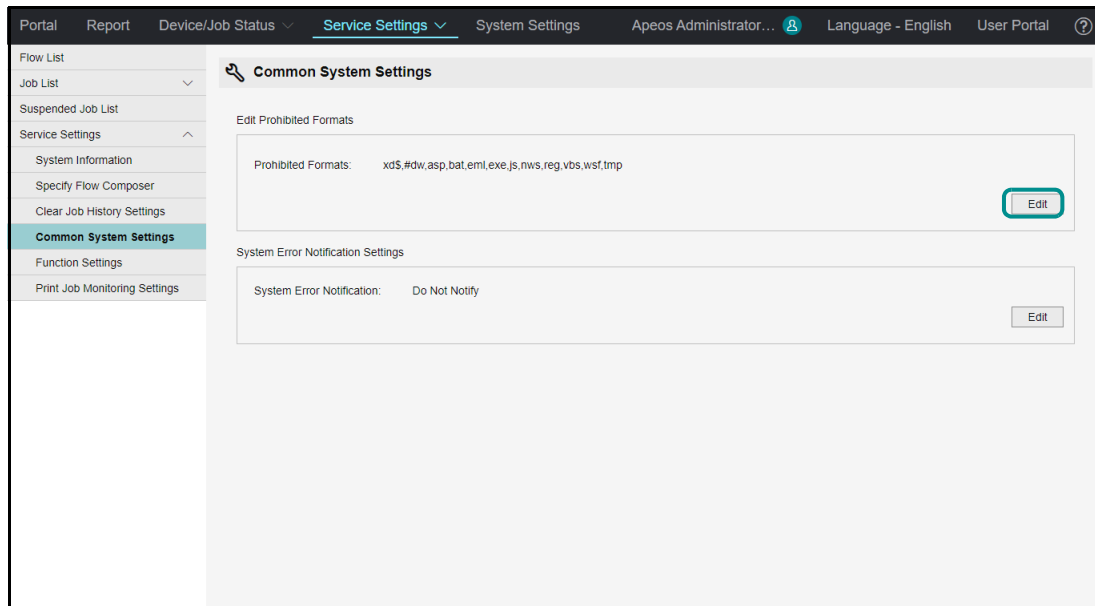 Portal Report Device/Job Status Service Settings System Settings Apeos Administrator... Language - English User Portal ?
Flow List
Job List
Suspended Job List
Service Settings
System Information
Specify Flow Composer
Clear Job History Settings
Common System Settings
Function Settings
Print Job Monitoring Settings
Common System Settings
Edit Prohibited Formats
Prohibited Formats: xd$,#dw,asp,bat,eml,exe,js,nws,reg,vbs,wsf,tmp
Edit
System Error Notification Settings
System Error Notification: Do Not Notify
Edit